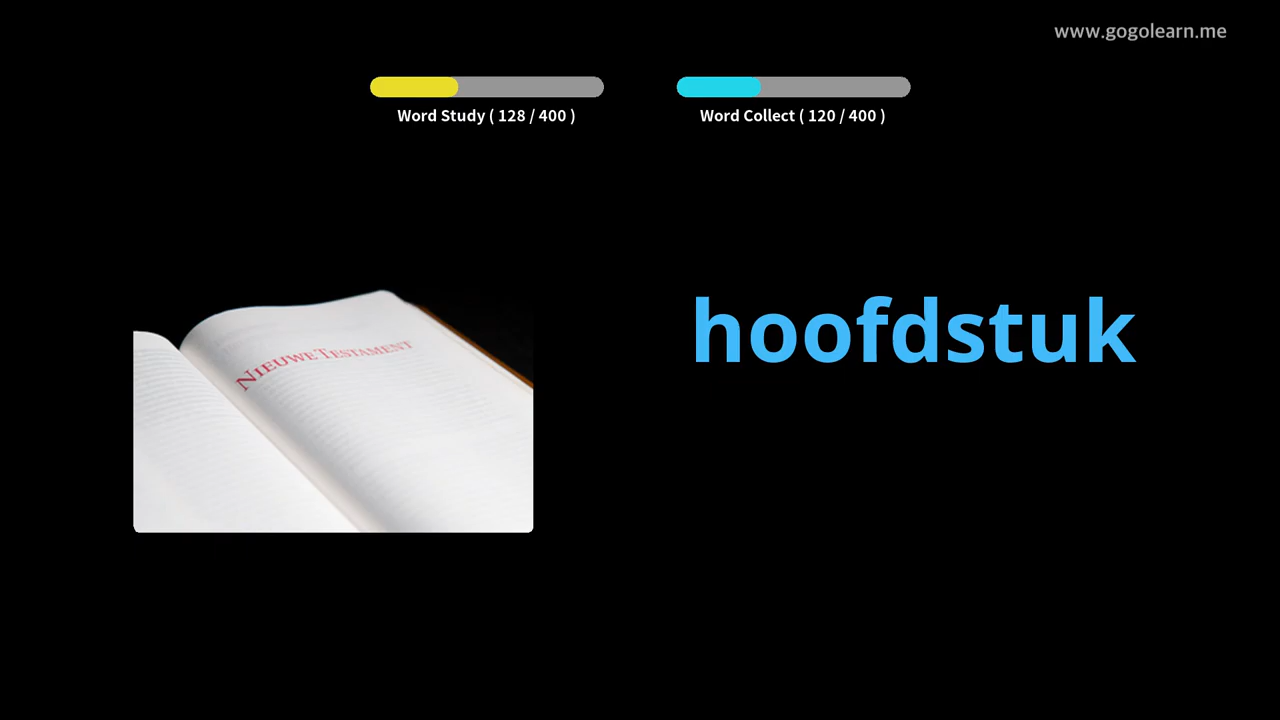 www.gogolearn.me
Word Study ( 128 / 400 )
Word Collect ( 120 / 400 )
NIEUWE TESTAMENT
hoofdstuk